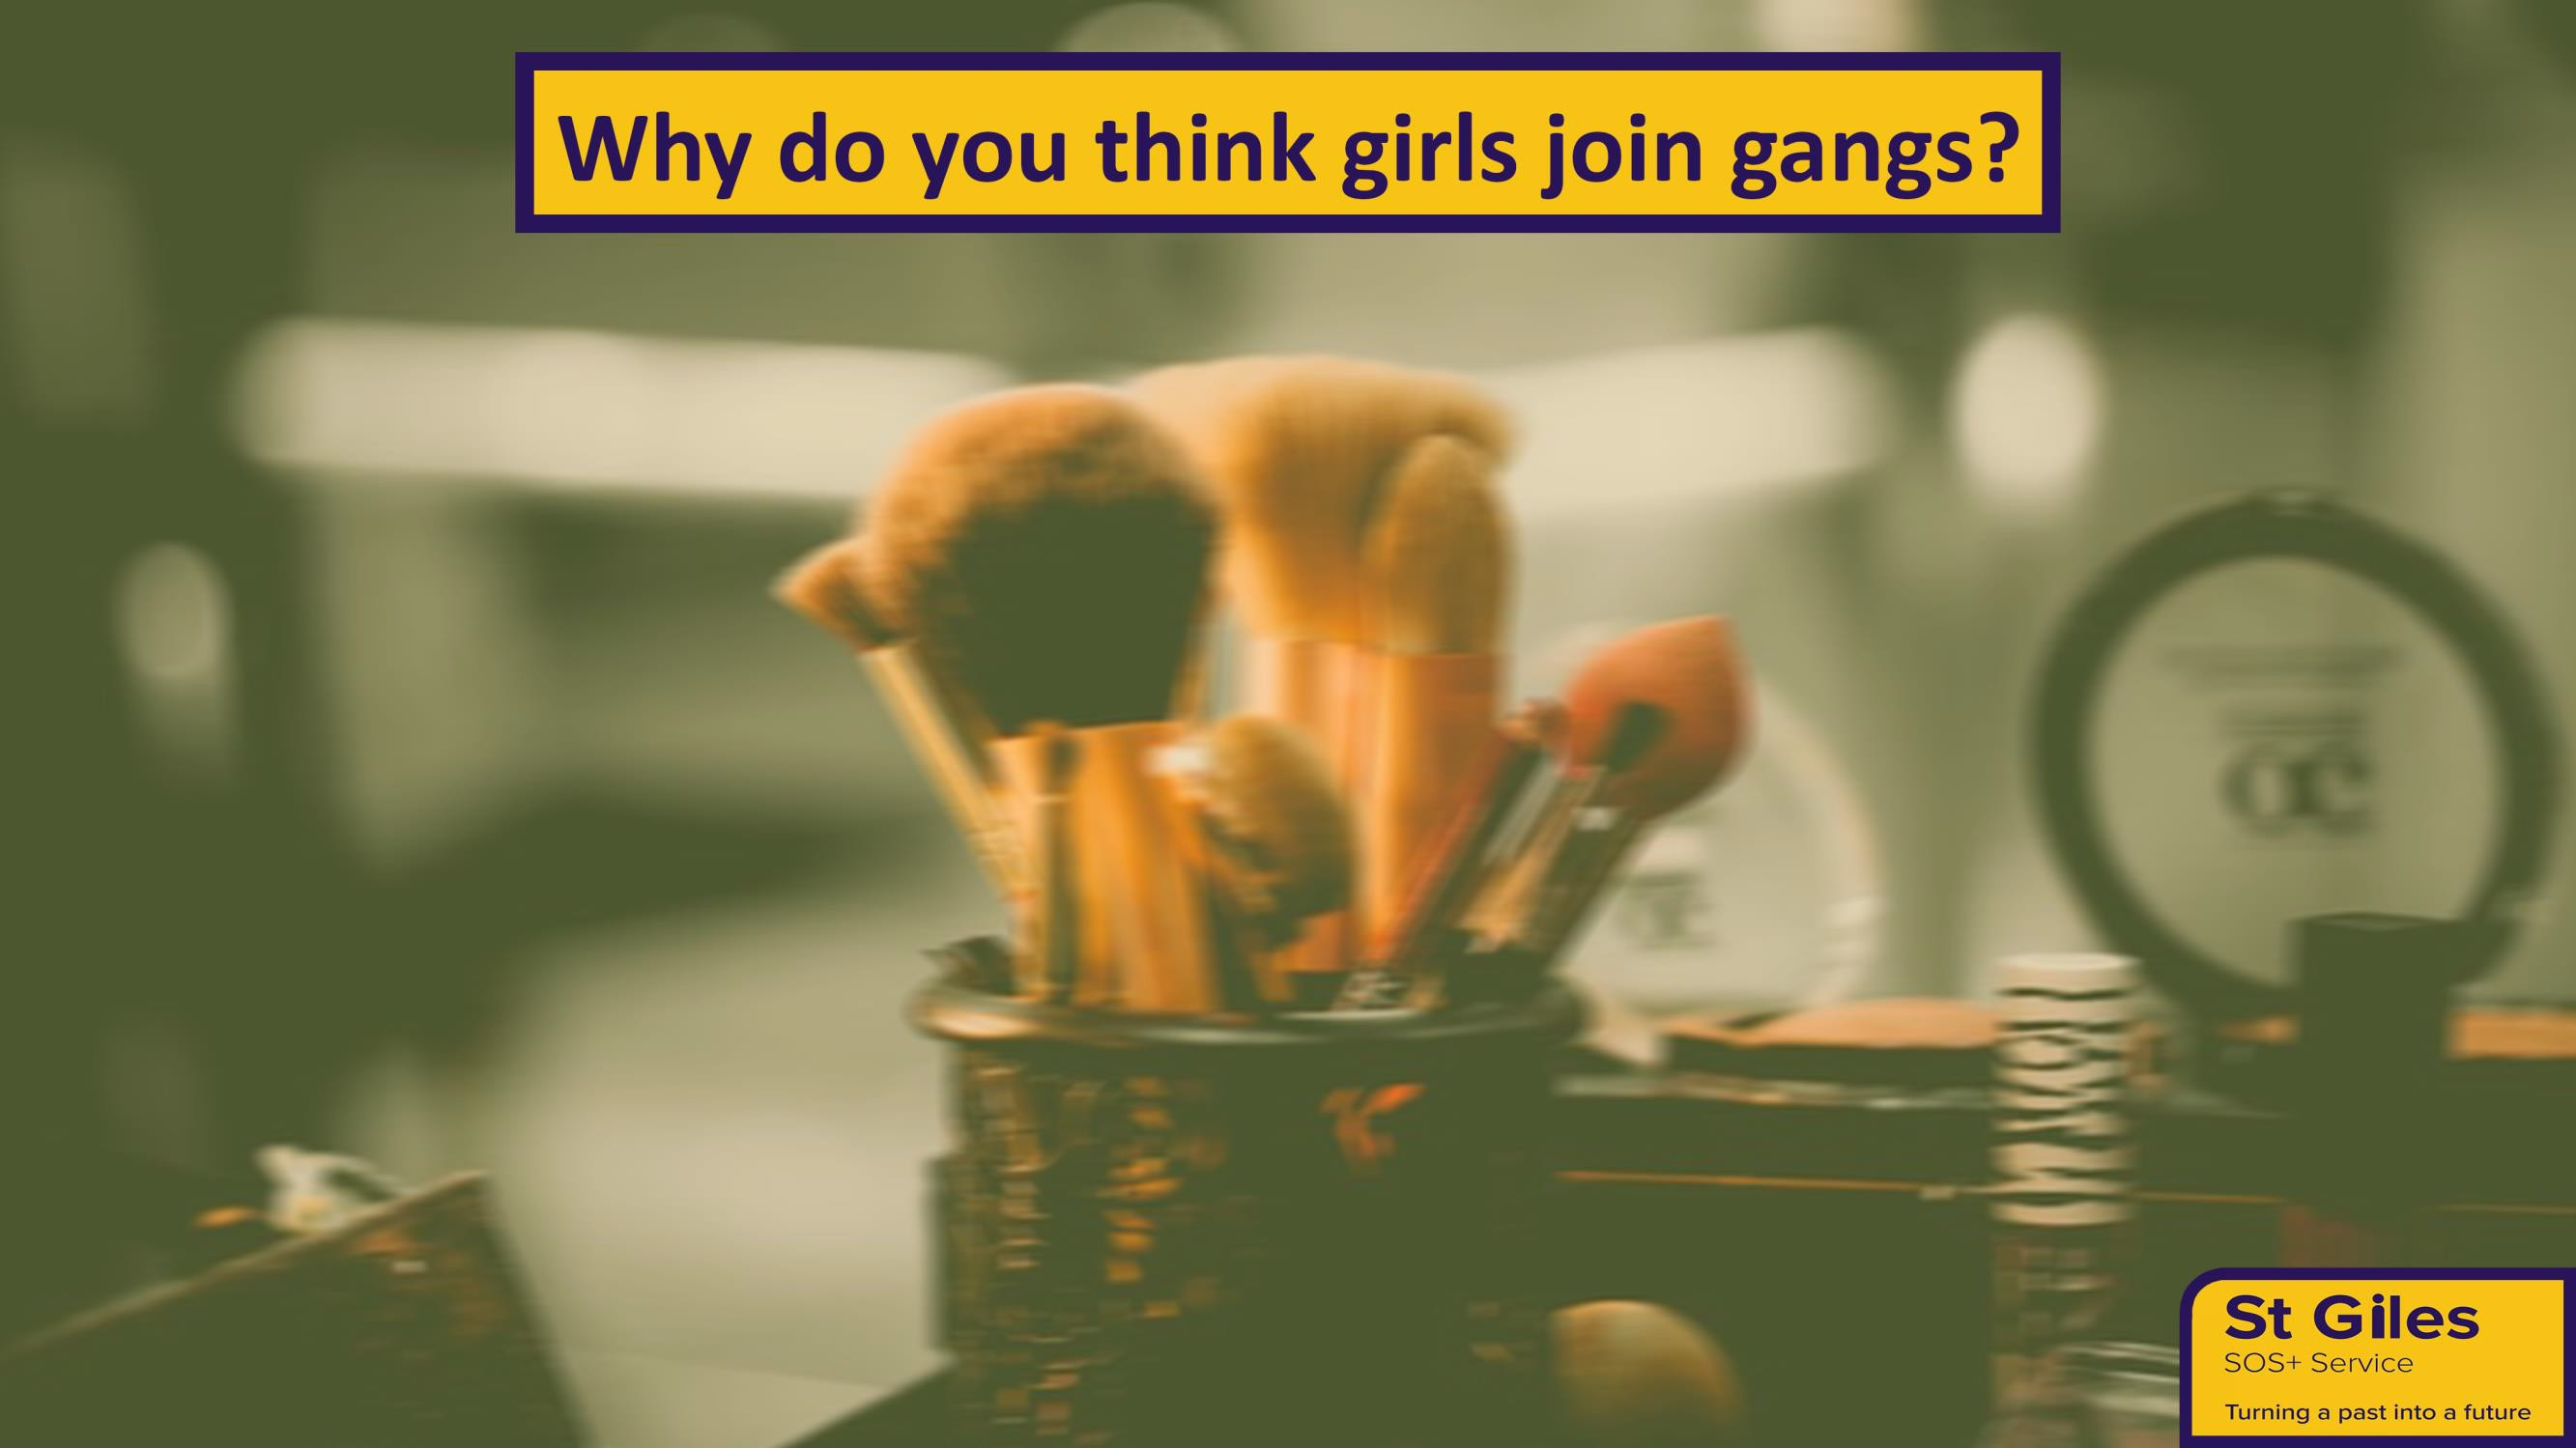 Why do you think girls join gangs?
St Giles
SOS+ Service
Turning a past into a future